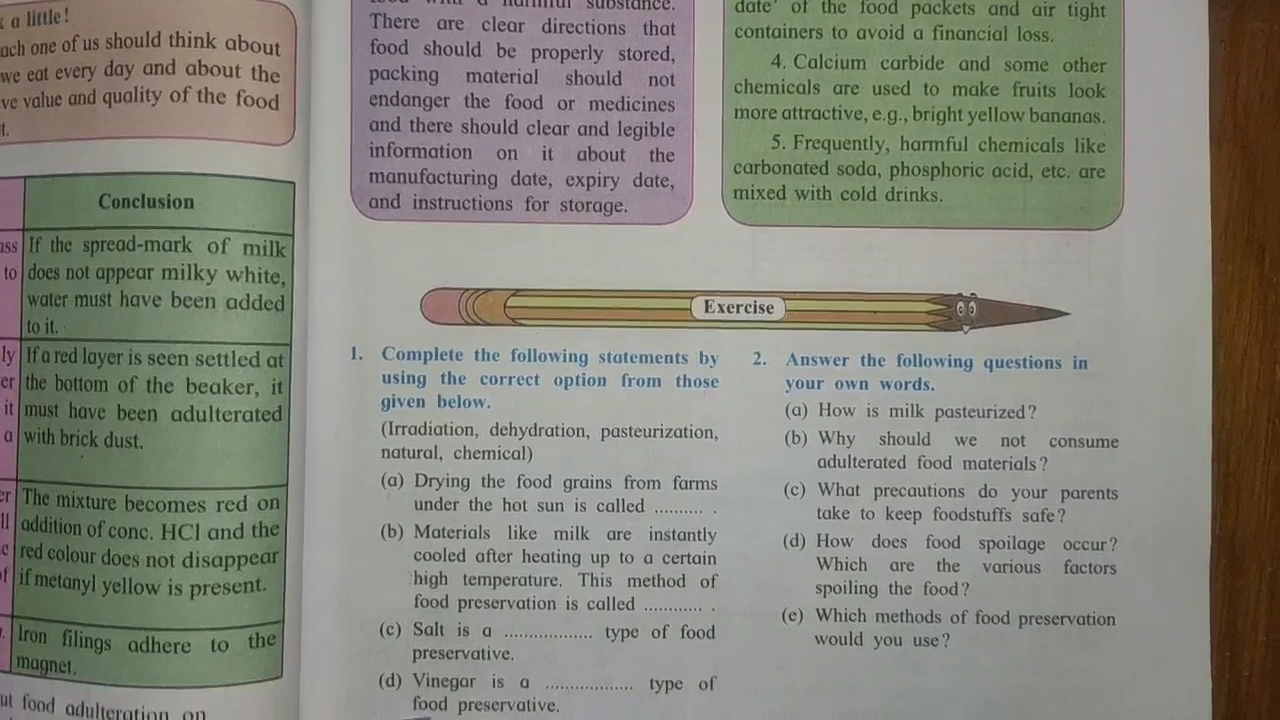 a little!
ach one of us should think about
we eat every day and about the
ve value and quality of the food
t.
Conclusion
ass If the spread-mark of milk
to does not appear milky white,
water must have been added
to it.
ly If a red layer is seen settled at
er the bottom of the beaker, it
it must have been adulterated
a with brick dust.
er The mixture becomes red on
ll addition of conc. HCl and the
e red colour does not disappear
of if metanyl yellow is present.
Iron filings adhere to the
magnet.
ut food adulteration on
substance.
There are clear directions that
food should be properly stored,
packing material should not
endanger the food or medicines
and there should clear and legible
information on it about the
manufacturing date, expiry date,
and instructions for storage.
date' of the food packets and air tight
containers to avoid a financial loss.
4. Calcium carbide and some other
chemicals are used to make fruits look
more attractive, e.g., bright yellow bananas.
5. Frequently, harmful chemicals like
carbonated soda, phosphoric acid, etc. are
mixed with cold drinks.
Exercise
1. Complete the following statements by
using the correct option from those
given below.
(Irradiation, dehydration, pasteurization,
natural, chemical)
(a) Drying the food grains from farms
under the hot sun is called .......... .
(b) Materials like milk are instantly
cooled after heating up to a certain
high temperature. This method of
food preservation is called ............ .
(c) Salt is a .................. type of food
preservative.
(d) Vinegar is a .................. type of
food preservative.
2. Answer the following questions in
your own words.
(a) How is milk pasteurized?
(b) Why should we not consume
adulterated food materials?
(c) What precautions do your parents
take to keep foodstuffs safe?
(d) How does food spoilage occur?
Which are the various factors
spoiling the food?
(e) Which methods of food preservation
would you use?